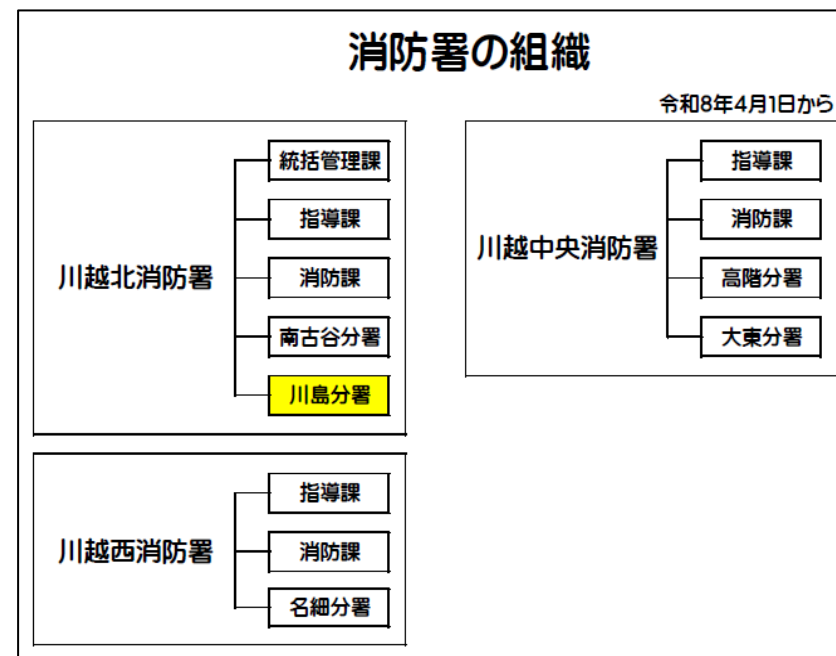 消防署の組織
令和8年4月1日から
川越北消防署
統括管理課
指導課
消防課
南古谷分署
川島分署
川越中央消防署
指導課
消防課
高階分署
大東分署
川越西消防署
指導課
消防課
名細分署